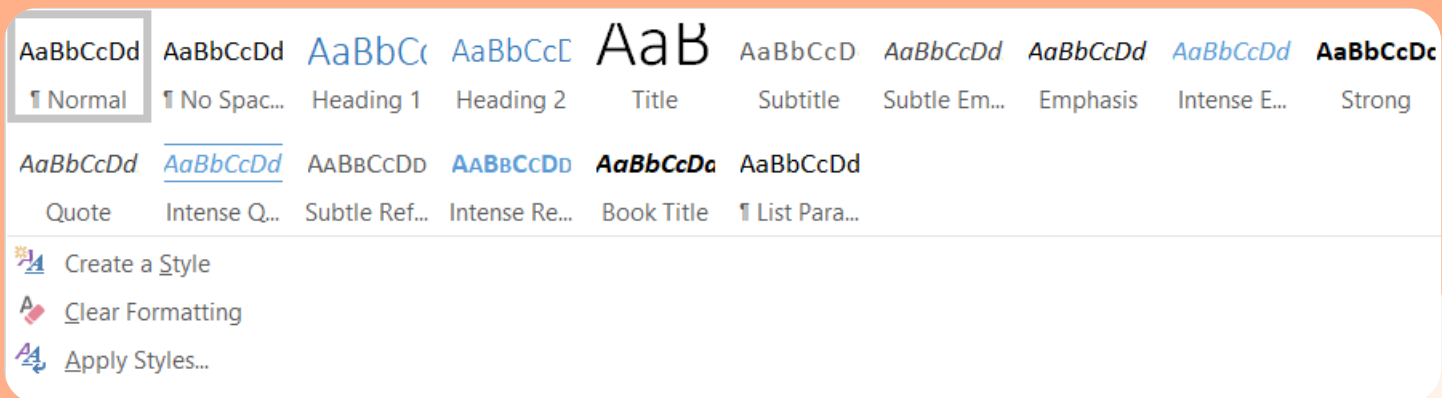 AaBbCcDd AaBbCcDd AaBbCc AaBbCcD AaB AaBbCcD AaBbCcDd AaBbCcDd AaBbCcDd AaBbCcDc
¶ Normal ¶ No Spac... Heading 1 Heading 2 Title Subtitle Subtle Em... Emphasis Intense E... Strong
AaBbCcDd AaBbCcDd AABBCCDD AABBCCDD AaBbCcDd AaBbCcDd
Quote Intense Q... Subtle Ref... Intense Re... Book Title ¶ List Para...
Create a Style
Clear Formatting
Apply Styles...